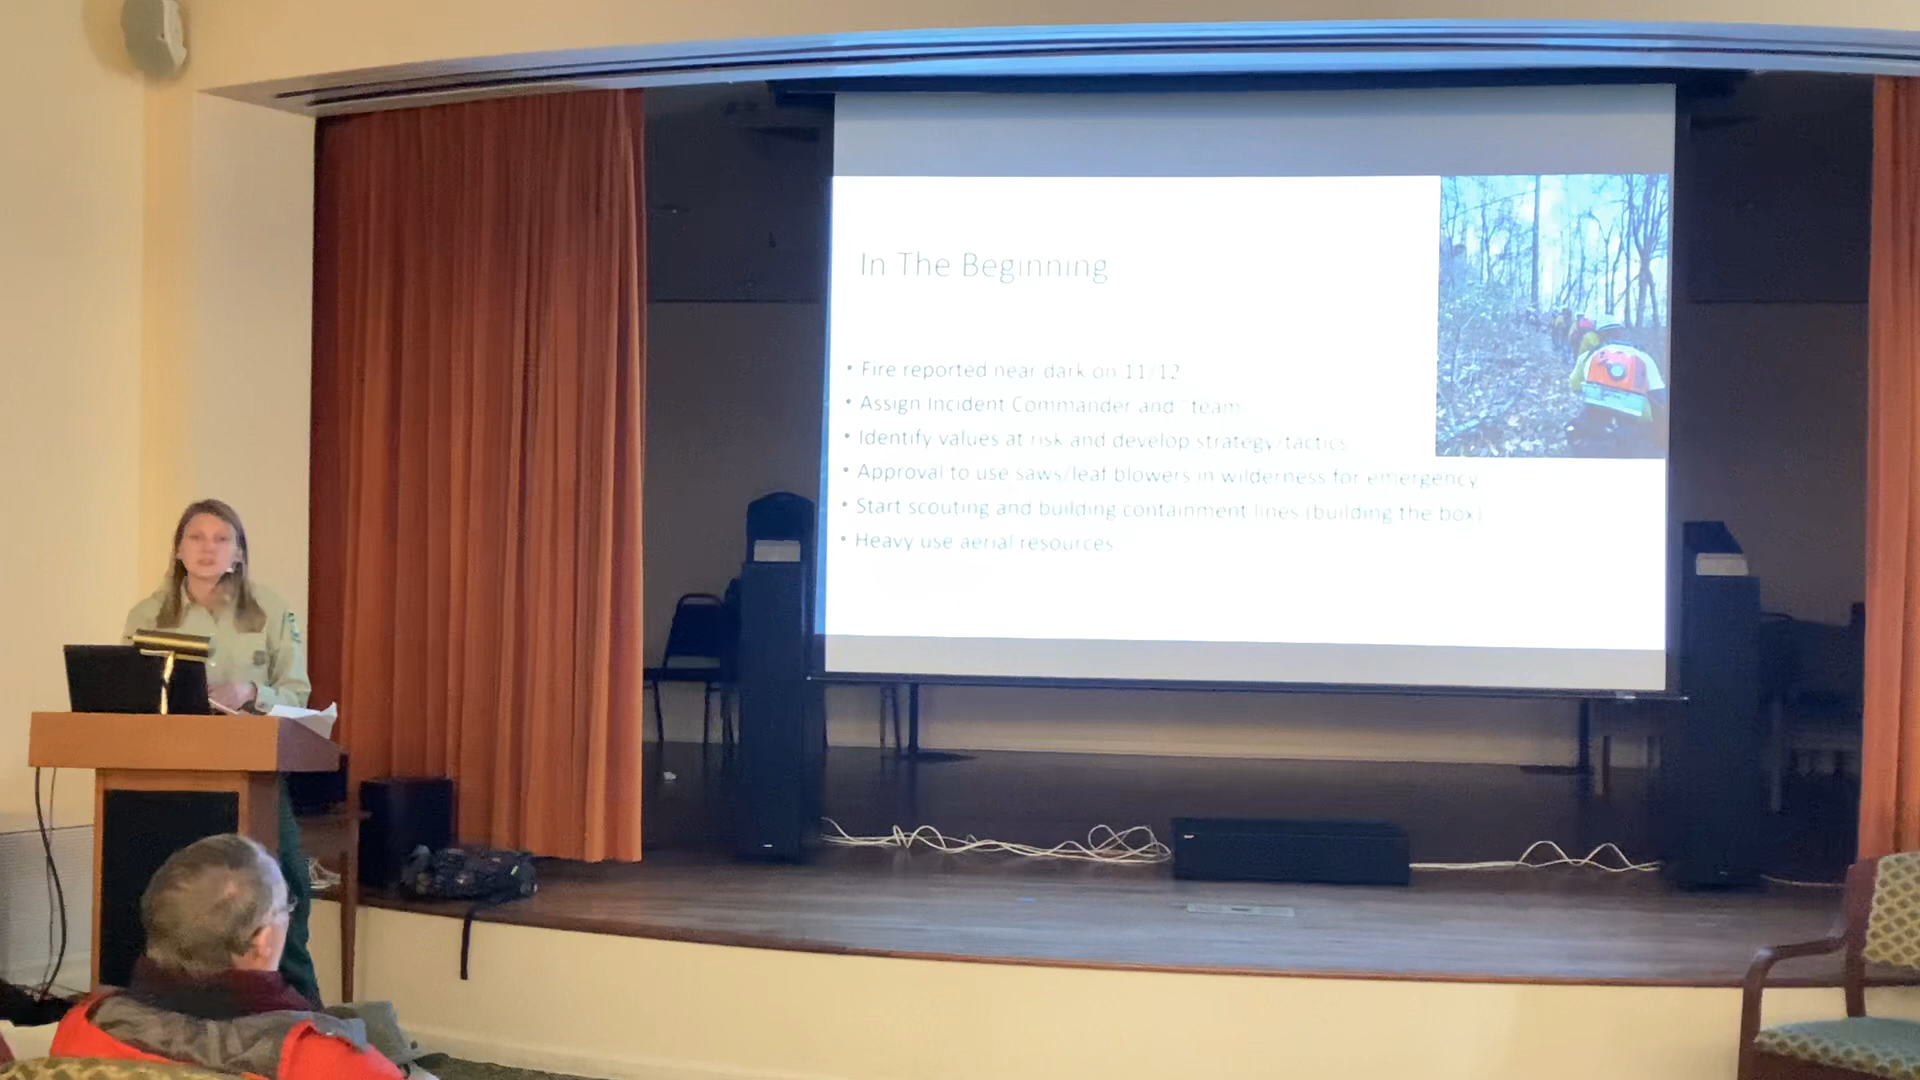 In The Beginning
• Fire reported near dark on 11/12
• Assign Incident Commander and "team"
• Identify values at risk and develop strategy/tactics
• Approval to use saws/leaf blowers in wilderness for emergency
• Start scouting and building containment lines (building the box)
• Heavy use aerial resources